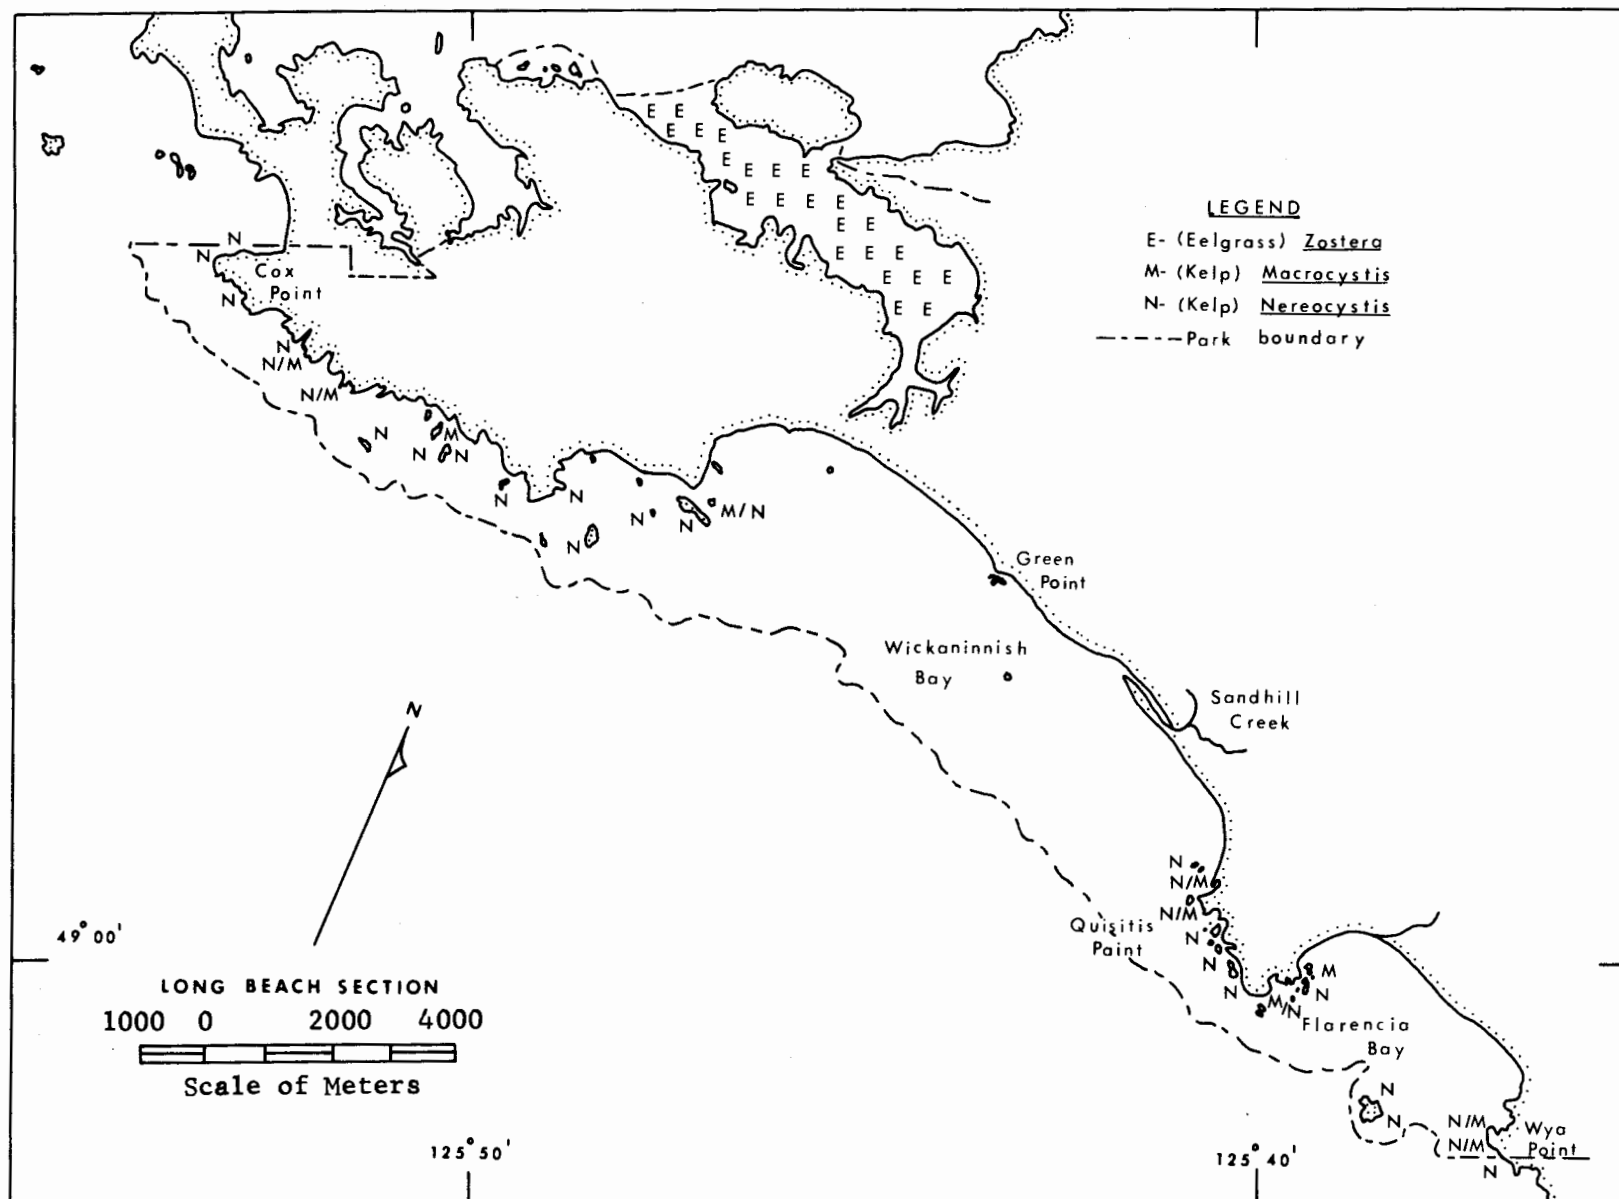 E E
E E E
E
E E E
E E E E
E E
E E E
E E E
E E
LEGEND
E- (Eelgrass) Zostera
M- (Kelp) Macrocystis
N- (Kelp) Nereocystis
Park boundary
N
N
Cox
Point
N
N
N/M
N/M
N
M
N
N
N
N
N
N
N
M/N
Green
Point
Wickaninnish
Bay
Sandhill
Creek
N
N
N/M
N/M
Quisitis
Paint
N
N
N
M
N
M/N
Flarencia
Bay
N
N
N/M
N/M
N
Wya
Point
49°00'
LONG BEACH SECTION
1000 0 2000 4000
Scale of Meters
125°50'
125°40'